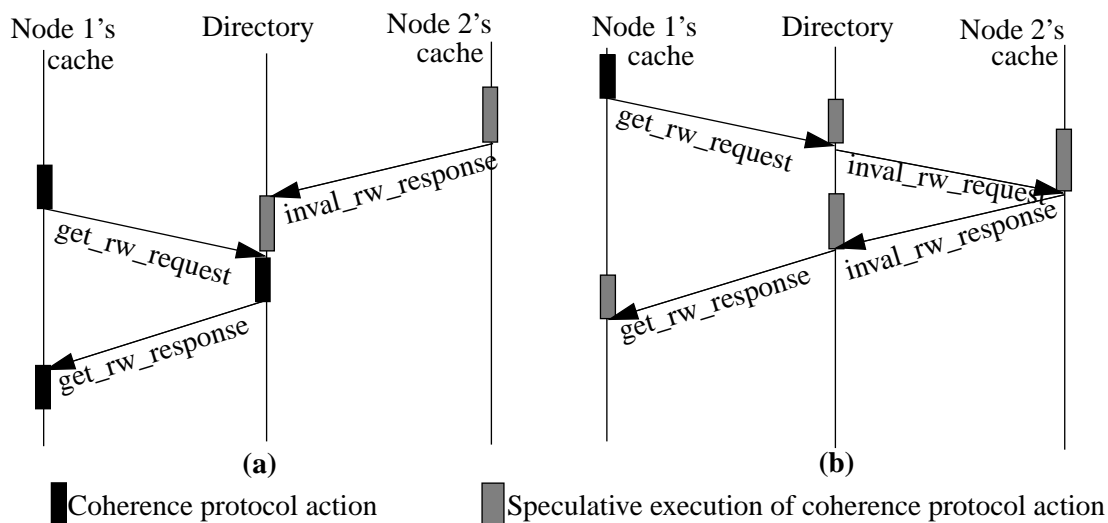 Node 1's
cache
Directory
Node 2's
cache
get_rw_request
inval_rw_response
get_rw_response
(a)
Node 1's
cache
Directory
Node 2's
cache
get_rw_request
inval_rw_request
inval_rw_response
get_rw_response
(b)
Coherence protocol action
Speculative execution of coherence protocol action